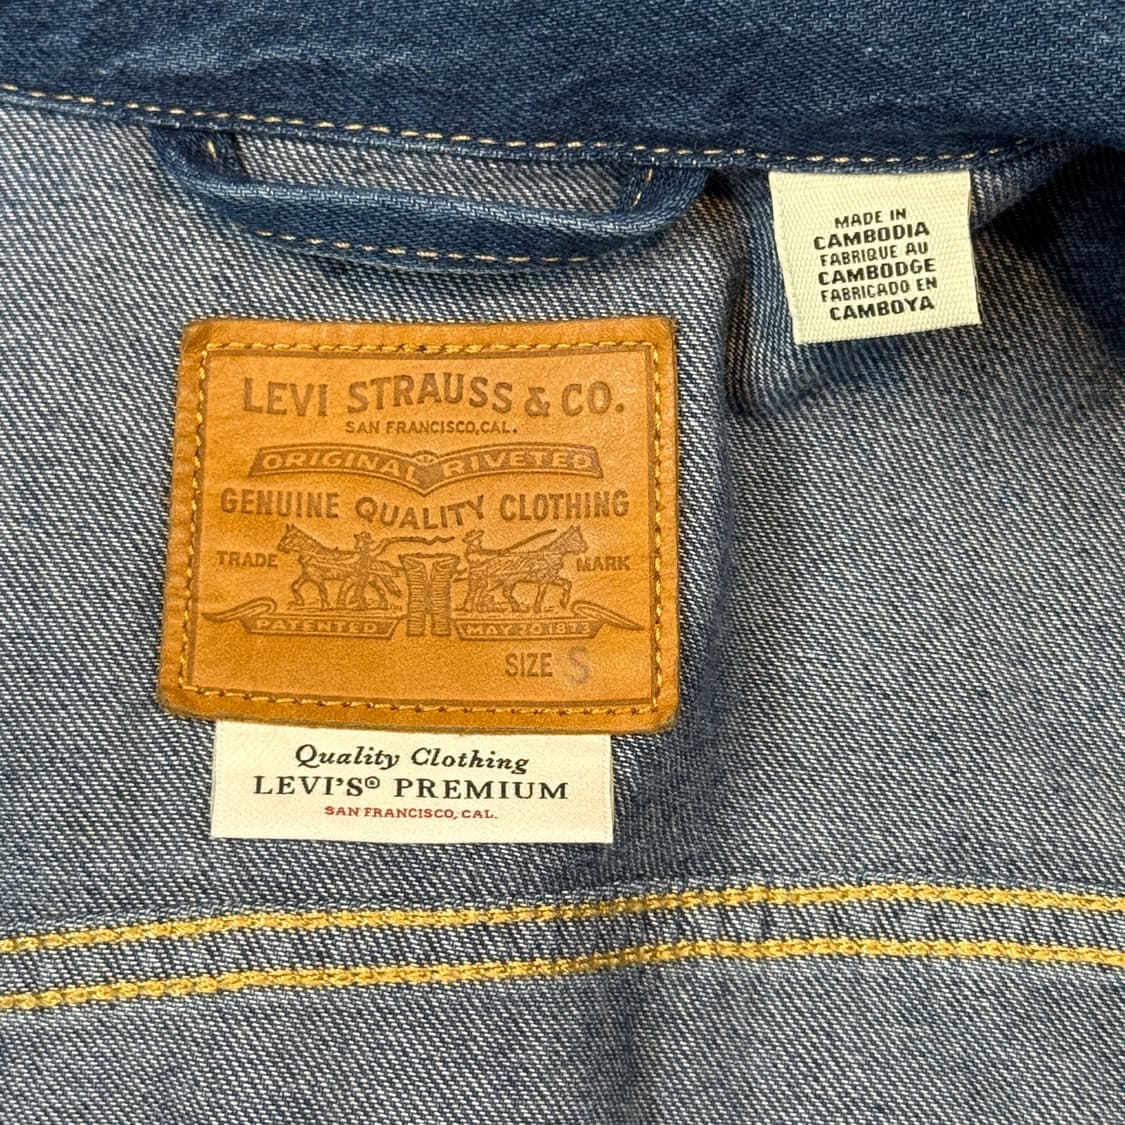 MADE IN
CAMBODIA
FABRIQUE AU
CAMBODGE
FABRICADO EN
CAMBOYA
LEVI STRAUSS & CO.
SAN FRANCISCO, CAL.
ORIGINAL RIVETED
GENUINE QUALITY CLOTHING
TRADE MARK
PATENTED MAY 20 1873
SIZE S
Quality Clothing
LEVI'S® PREMIUM
SAN FRANCISCO, CAL.